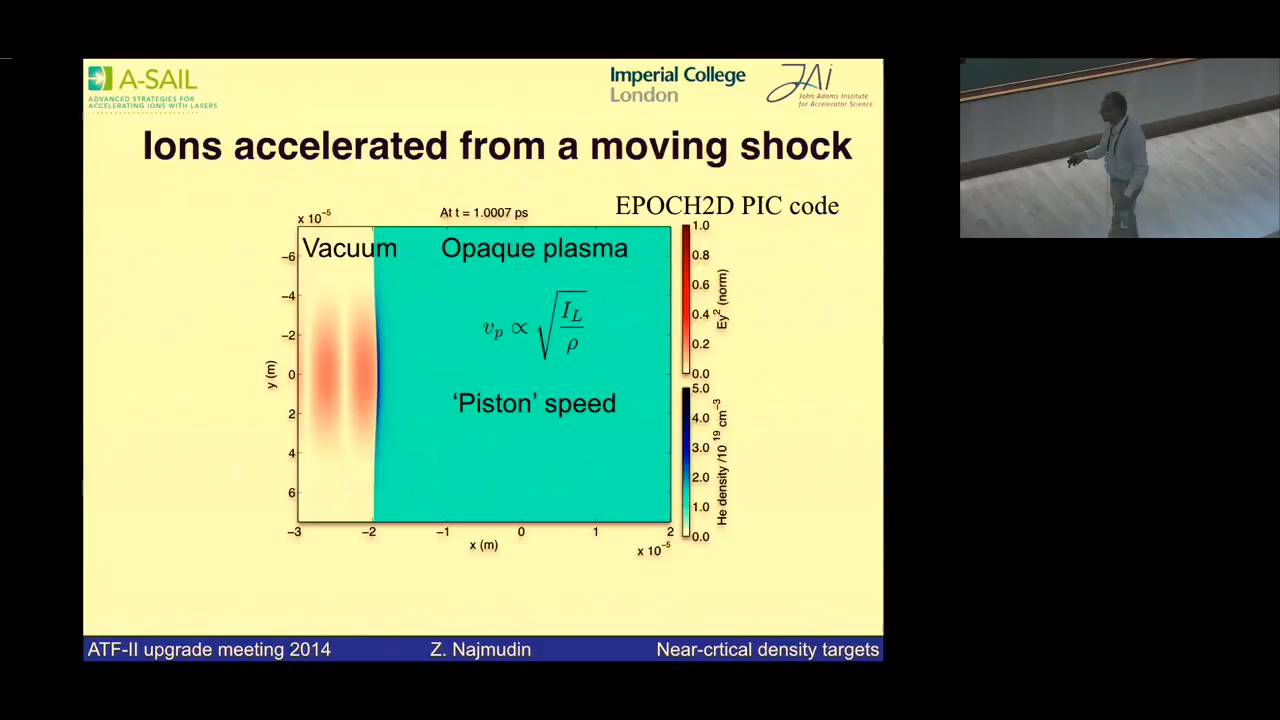 A-SAIL
ADVANCED STRATEGIES FOR
ACCELERATING IONS WITH LASERS
Imperial College
London
JAi
John Adams Institute
for Accelerator Science
Ions accelerated from a moving shock
EPOCH2D PIC code
x 10⁻⁵
At t = 1.0007 ps
Vacuum
Opaque plasma
−6
−4
−2
0
2
4
6
y (m)
v_p ∝ √(I_L/ρ)
'Piston' speed
−3 −2 −1 0 1 2
x (m)
x 10⁻⁵
1.0
0.8
0.6
0.4
0.2
0.0
Ey² (norm)
5.0
4.0
3.0
2.0
1.0
0.0
He density /10¹⁹ cm⁻³
ATF-II upgrade meeting 2014
Z. Najmudin
Near-crtical density targets